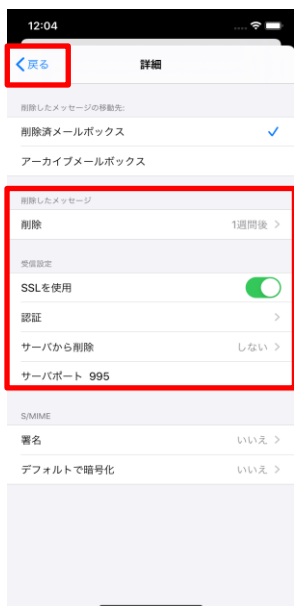 12:04
戻る
詳細
削除したメッセージの移動先:
削除済メールボックス
アーカイブメールボックス
削除したメッセージ
削除 1週間後
受信設定
SSLを使用
認証
サーバから削除 しない
サーバポート 995
S/MIME
署名 いいえ
デフォルトで暗号化 いいえ